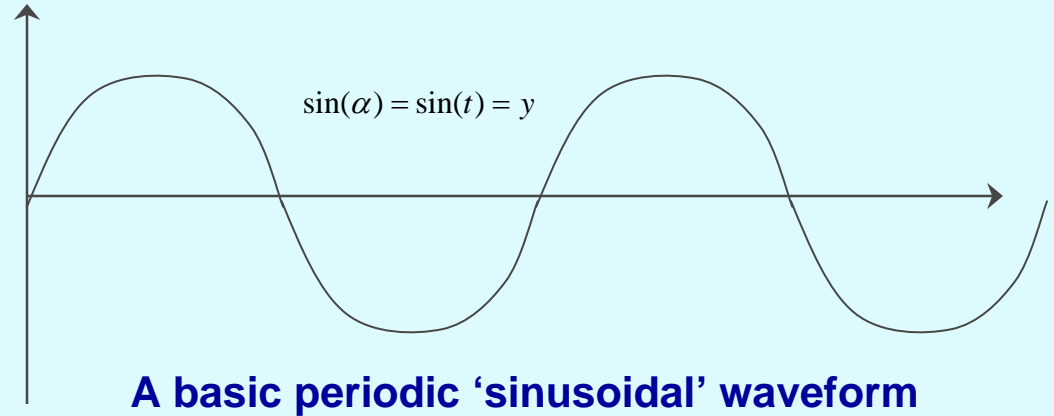 sin(α) = sin(t) = y
A basic periodic ‘sinusoidal’ waveform